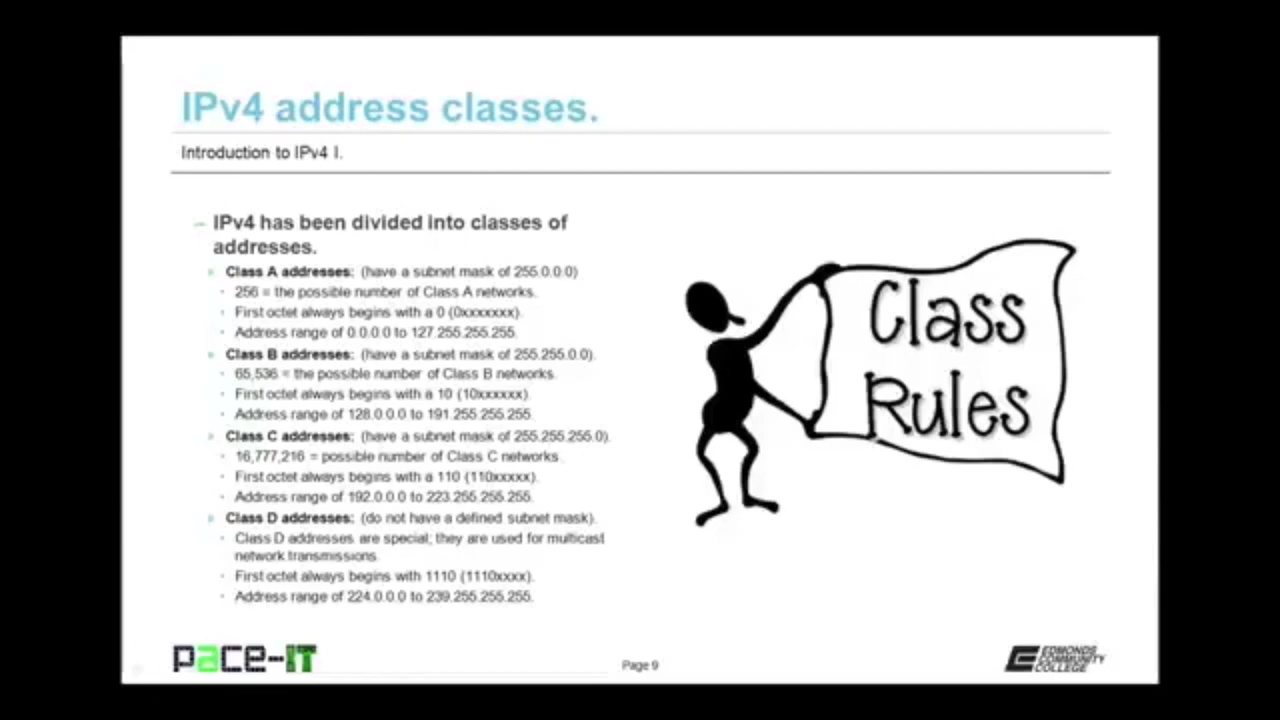 IPv4 address classes.
Introduction to IPv4 I.
– IPv4 has been divided into classes of
addresses.
» Class A addresses: (have a subnet mask of 255.0.0.0)
• 256 = the possible number of Class A networks.
• First octet always begins with a 0 (0xxxxxxx).
• Address range of 0.0.0.0 to 127.255.255.255.
» Class B addresses: (have a subnet mask of 255.255.0.0).
• 65,536 = the possible number of Class B networks.
• First octet always begins with a 10 (10xxxxxx).
• Address range of 128.0.0.0 to 191.255.255.255.
» Class C addresses: (have a subnet mask of 255.255.255.0).
• 16,777,216 = possible number of Class C networks.
• First octet always begins with a 110 (110xxxxx).
• Address range of 192.0.0.0 to 223.255.255.255.
» Class D addresses: (do not have a defined subnet mask).
• Class D addresses are special; they are used for multicast
network transmissions.
• First octet always begins with 1110 (1110xxxx).
• Address range of 224.0.0.0 to 239.255.255.255.
Class
Rules
pace-IT
Page 9
EDMONDS
COMMUNITY
COLLEGE